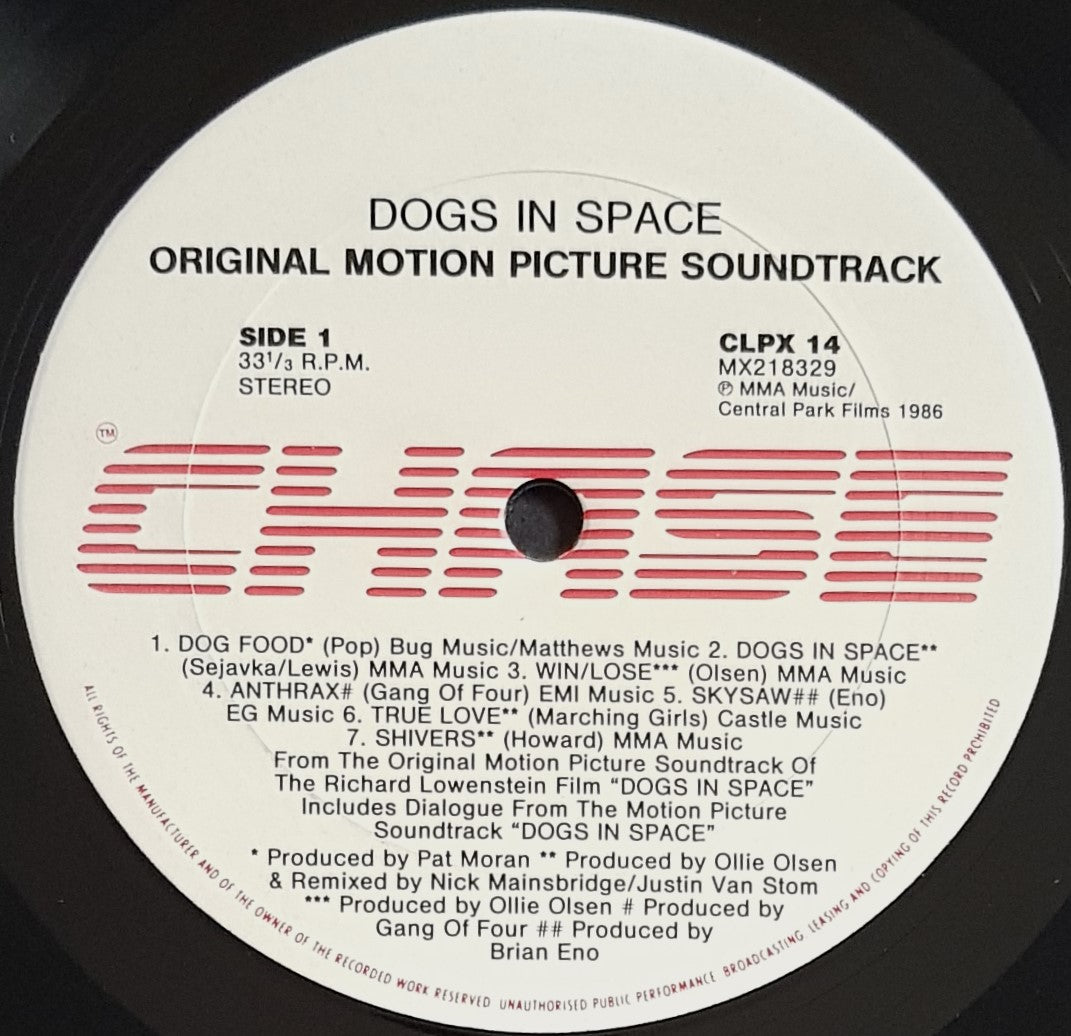 DOGS IN SPACE
ORIGINAL MOTION PICTURE SOUNDTRACK
SIDE 1
33¹/₃ R.P.M.
STEREO
CLPX 14
MX218329
℗ MMA Music/
Central Park Films 1986
TM
CHASE
1. DOG FOOD* (Pop) Bug Music/Matthews Music 2. DOGS IN SPACE**
(Sejavka/Lewis) MMA Music 3. WIN/LOSE*** (Olsen) MMA Music
4. ANTHRAX# (Gang Of Four) EMI Music 5. SKYSAW## (Eno)
EG Music 6. TRUE LOVE** (Marching Girls) Castle Music
7. SHIVERS** (Howard) MMA Music
From The Original Motion Picture Soundtrack Of
The Richard Lowenstein Film “DOGS IN SPACE”
Includes Dialogue From The Motion Picture
Soundtrack “DOGS IN SPACE”
* Produced by Pat Moran ** Produced by Ollie Olsen
& Remixed by Nick Mainsbridge/Justin Van Stom
*** Produced by Ollie Olsen # Produced by
Gang Of Four ## Produced by
Brian Eno
ALL RIGHTS OF THE MANUFACTURER AND OF THE OWNER OF THE RECORDED WORK RESERVED UNAUTHORISED PUBLIC PERFORMANCE BROADCASTING LEASING AND COPYING OF THIS RECORD PROHIBITED